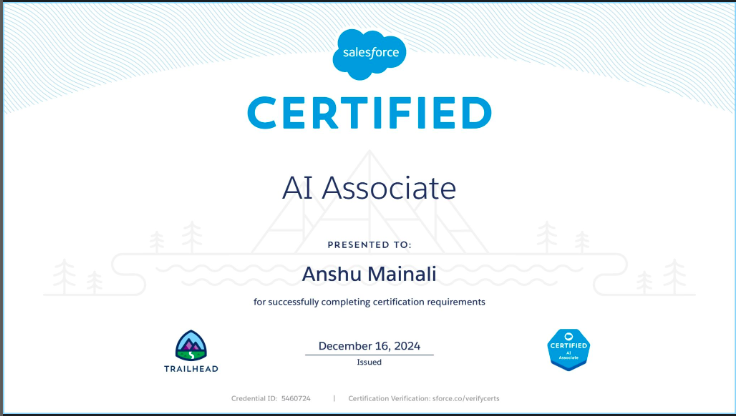 salesforce
CERTIFIED
AI Associate
PRESENTED TO:
Anshu Mainali
for successfully completing certification requirements
December 16, 2024
Issued
TRAILHEAD
CERTIFIED
AI
Associate
Credential ID: 5460724 | Certification Verification: sforce.co/verifycerts